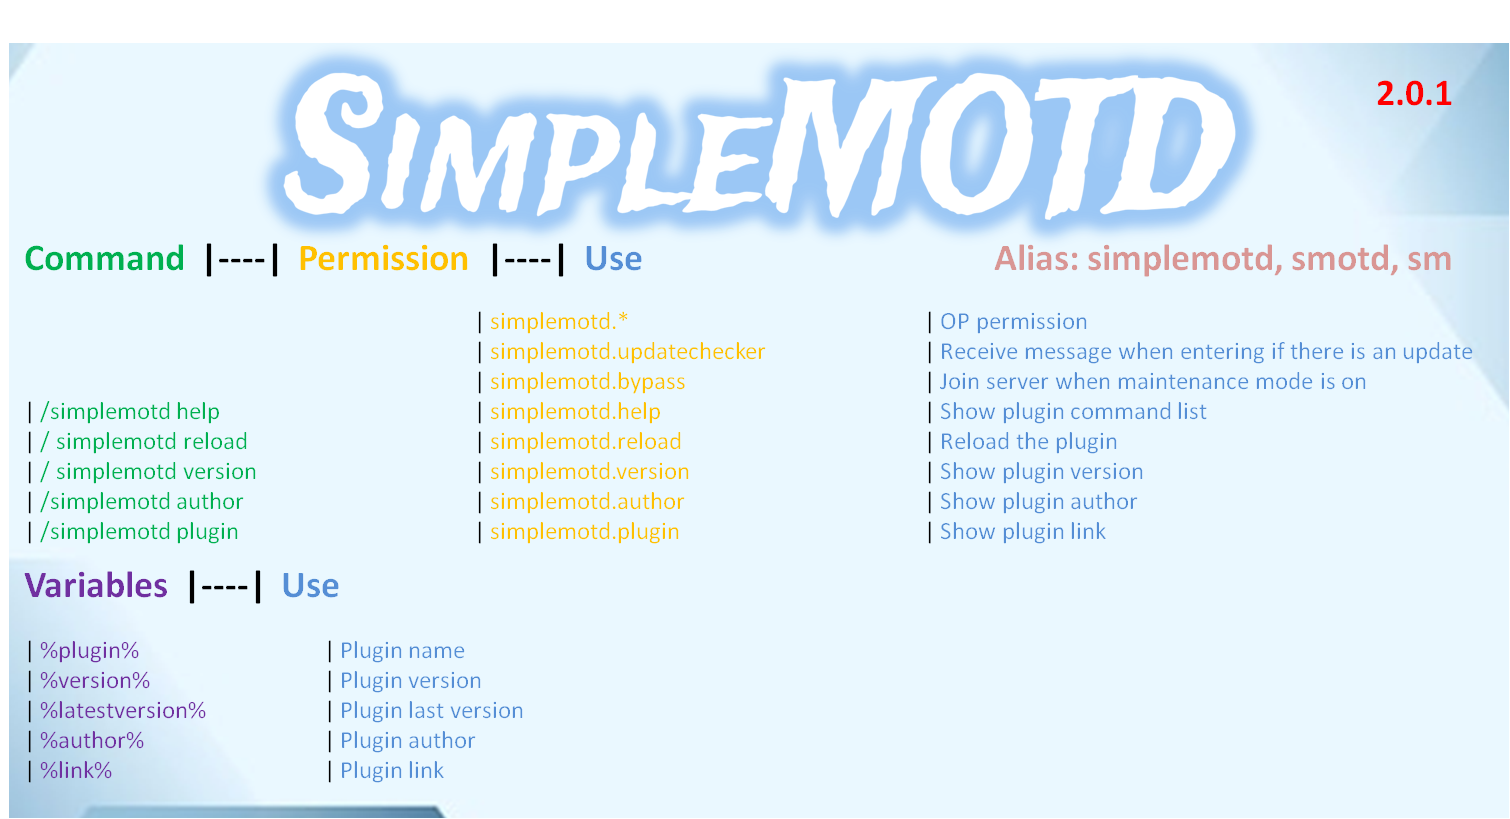 SimpleMOTD
2.0.1
Command |----| Permission |----| Use Alias: simplemotd, smotd, sm
| simplemotd.* | OP permission
| simplemotd.updatechecker | Receive message when entering if there is an update
| simplemotd.bypass | Join server when maintenance mode is on
| /simplemotd help | simplemotd.help | Show plugin command list
| / simplemotd reload | simplemotd.reload | Reload the plugin
| / simplemotd version | simplemotd.version | Show plugin version
| /simplemotd author | simplemotd.author | Show plugin author
| /simplemotd plugin | simplemotd.plugin | Show plugin link
Variables |----| Use
| %plugin% | Plugin name
| %version% | Plugin version
| %latestversion% | Plugin last version
| %author% | Plugin author
| %link% | Plugin link